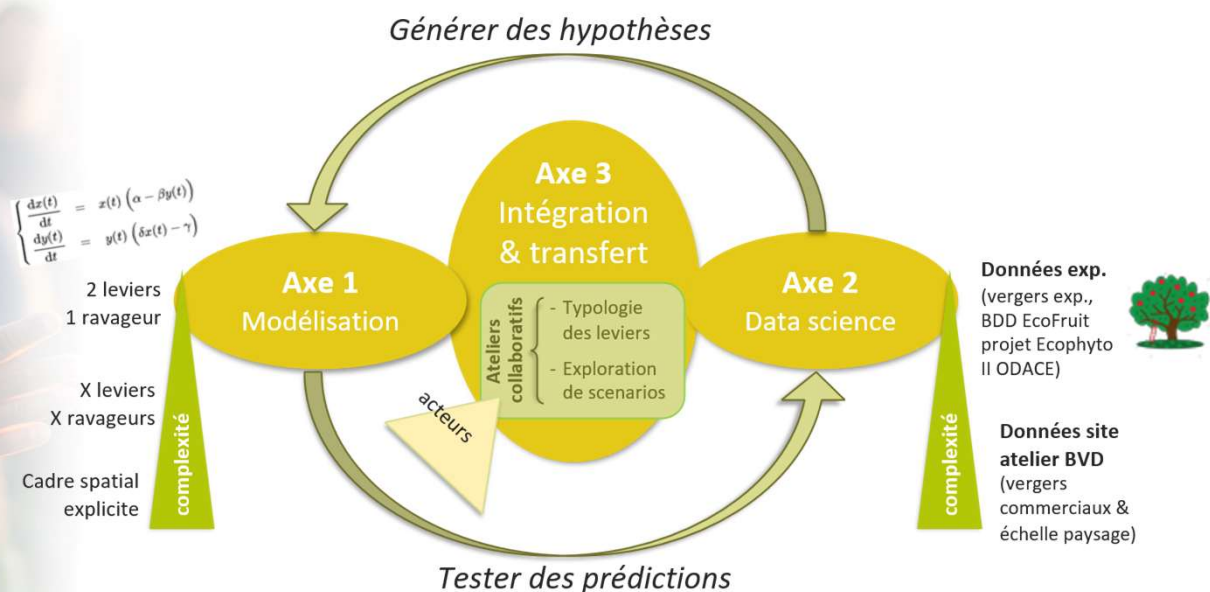 Générer des hypothèses
dx(t)/dt = x(t) (α − βy(t))
dy(t)/dt = y(t) (δx(t) − γ)
2 leviers
1 ravageur
X leviers
X ravageurs
Cadre spatial
explicite
complexité
Axe 1
Modélisation
Axe 3
Intégration
& transfert
Ateliers
collaboratifs
- Typologie
des leviers
- Exploration
de scenarios
acteurs
Axe 2
Data science
complexité
Données exp.
(vergers exp.,
BDD EcoFruit
projet Ecophyto
II ODACE)
Données site
atelier BVD
(vergers
commerciaux &
échelle paysage)
Tester des prédictions